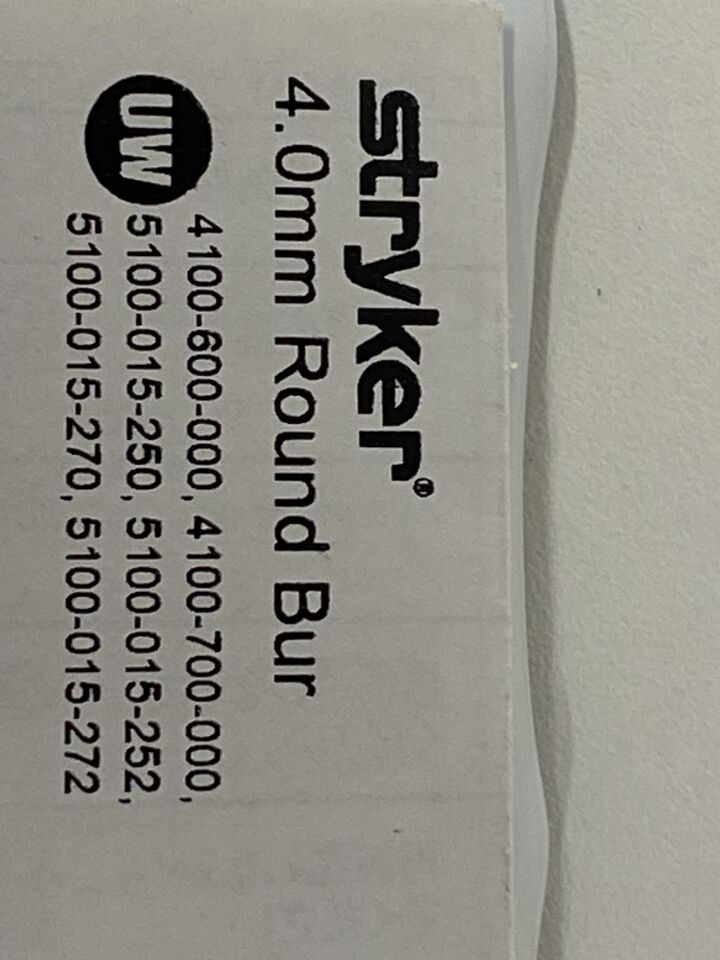 stryker®
4.0mm Round Bur
UW
4100-600-000, 4100-700-000,
5100-015-250, 5100-015-252,
5100-015-270, 5100-015-272